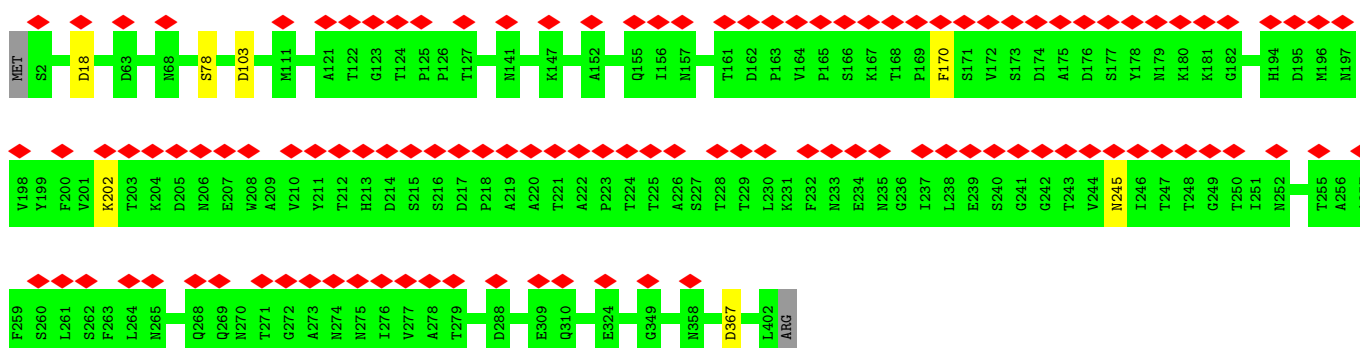 MET S2 D18 D63 N68 S78 D103 M111 A121 T122 G123 T124 P125 P126 T127 N141 K147 A152 Q155 I156 N157 T161 D162 P163 V164 P165 S166 K167 T168 P169 F170 S171 V172 S173 D174 A175 D176 S177 Y178 N179 K180 K181 G182 H194 D195 M196 N197
V198 Y199 F200 V201 K202 T203 K204 D205 N206 E207 W208 A209 V210 Y211 T212 H213 D214 S215 S216 D217 P218 A219 A220 T221 A222 P223 T224 T225 A226 S227 T228 T229 L230 K231 F232 N233 E234 N235 G236 I237 L238 E239 S240 G241 G242 T243 V244 N245 I246 T247 T248 G249 T250 I251 N252 T255 A256
F259 S260 L261 S262 F263 L264 N265 Q268 Q269 N270 T271 G272 A273 N274 N275 I276 V277 A278 T279 D288 E309 Q310 E324 G349 N358 D367 L402 ARG